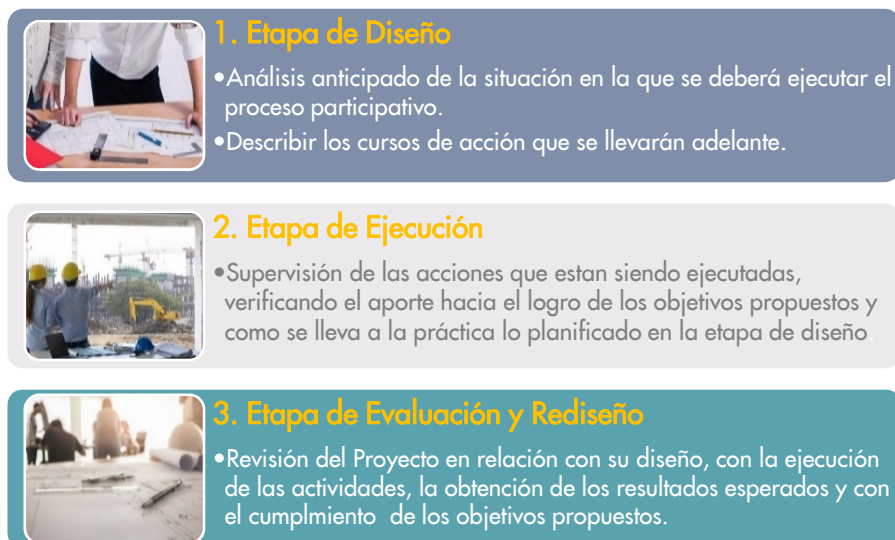 1. Etapa de Diseño
•Análisis anticipado de la situación en la que se deberá ejecutar el
proceso participativo.
•Describir los cursos de acción que se llevarán adelante.
2. Etapa de Ejecución
•Supervisión de las acciones que estan siendo ejecutadas,
verificando el aporte hacia el logro de los objetivos propuestos y
como se lleva a la práctica lo planificado en la etapa de diseño.
3. Etapa de Evaluación y Rediseño
•Revisión del Proyecto en relación con su diseño, con la ejecución
de las actividades, la obtención de los resultados esperados y con
el cumplmiento  de los objetivos propuestos.